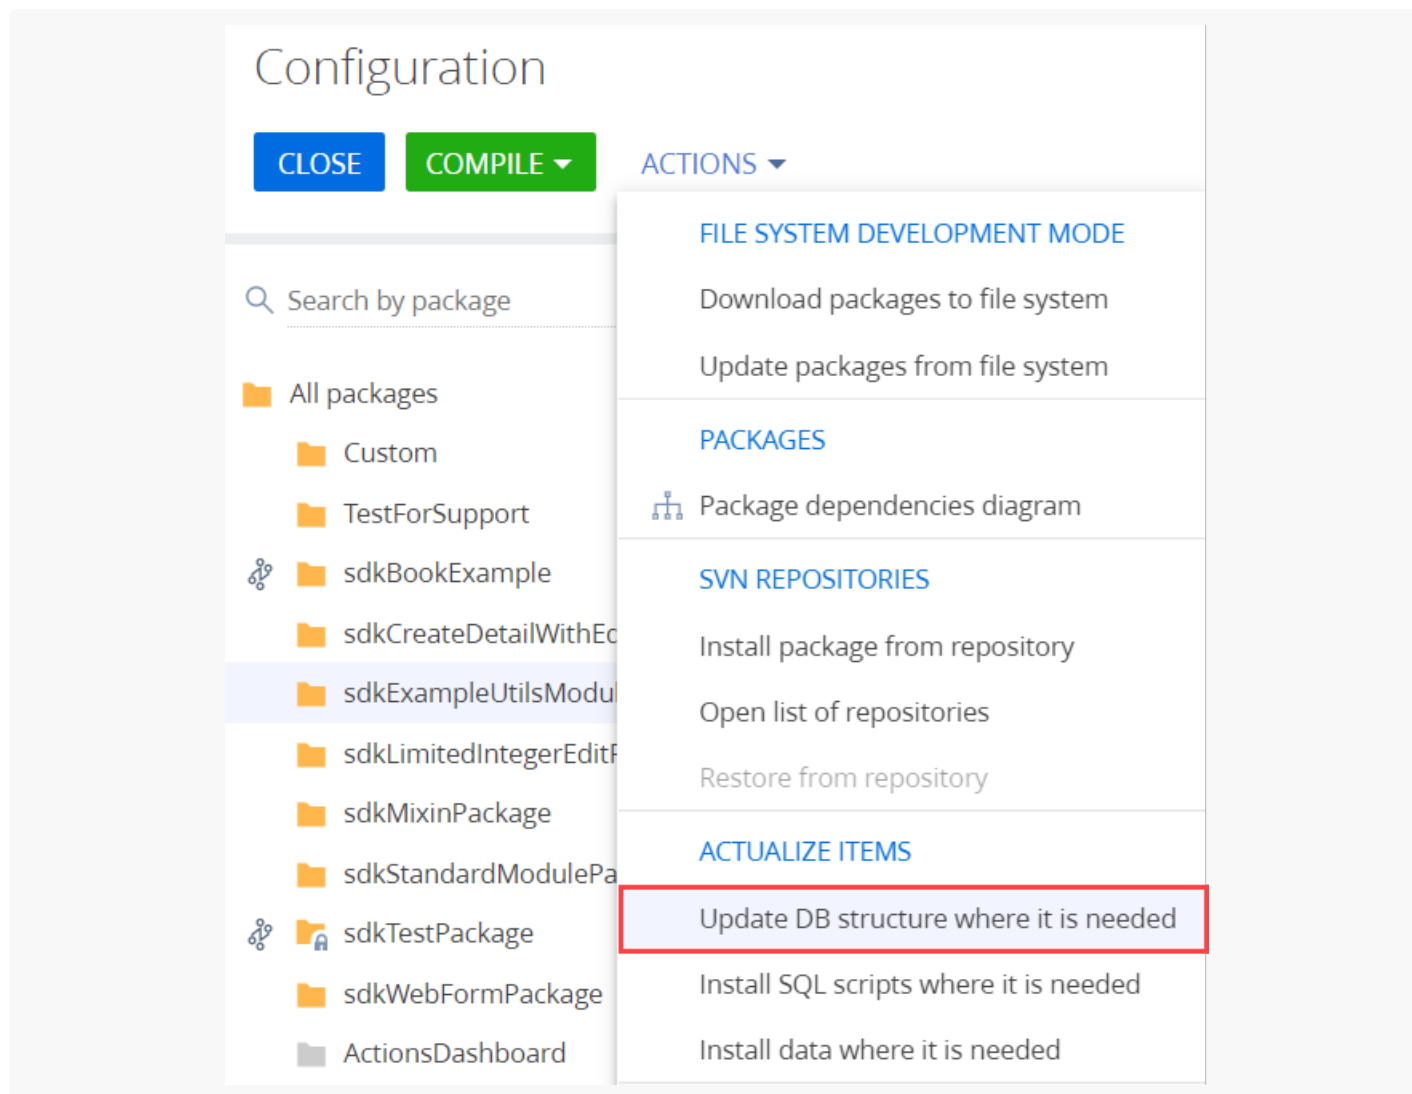 Configuration
CLOSE
COMPILE
ACTIONS
Search by package
All packages
Custom
TestForSupport
sdkBookExample
sdkCreateDetailWithEd
sdkExampleUtilsModul
sdkLimitedIntegerEditF
sdkMixinPackage
sdkStandardModulePa
sdkTestPackage
sdkWebFormPackage
ActionsDashboard
FILE SYSTEM DEVELOPMENT MODE
Download packages to file system
Update packages from file system
PACKAGES
Package dependencies diagram
SVN REPOSITORIES
Install package from repository
Open list of repositories
Restore from repository
ACTUALIZE ITEMS
Update DB structure where it is needed
Install SQL scripts where it is needed
Install data where it is needed